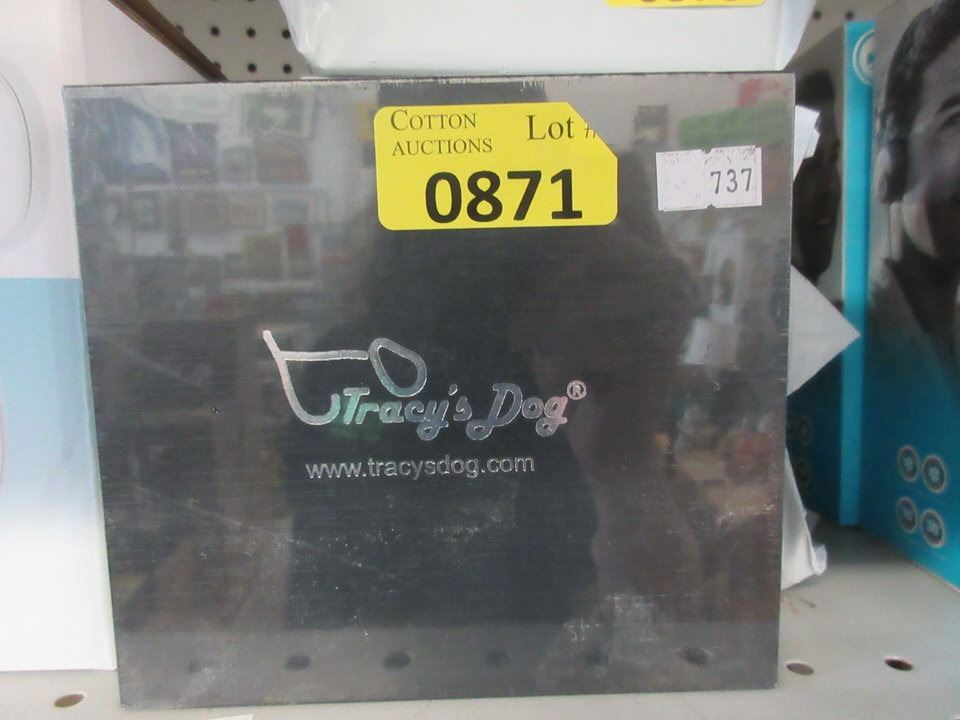 COTTON
AUCTIONS
Lot #
0871
737
Tracy's Dog®
www.tracysdog.com